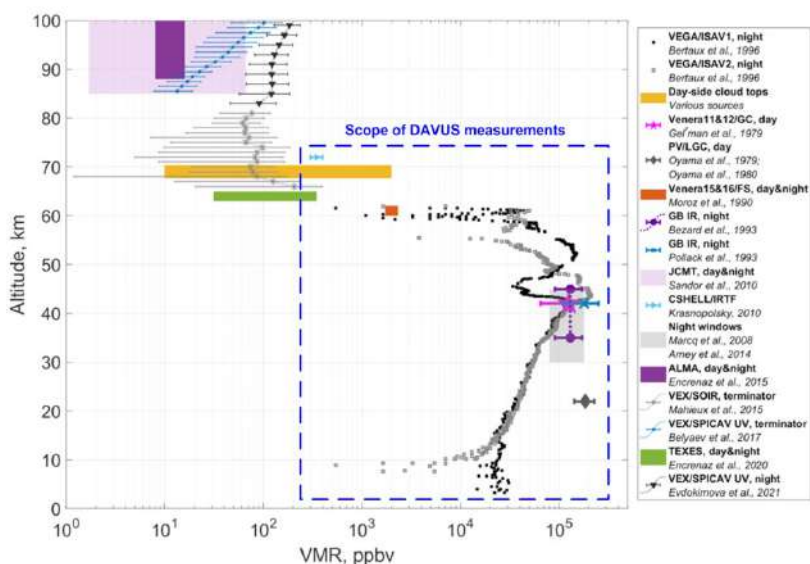 100
90
80
70
60
50
40
30
20
10
0
Altitude, km
10^0
10^1
10^2
10^3
10^4
10^5
VMR, ppbv
Scope of DAVUS measurements
VEGA/ISAV1, night
Bertaux et al., 1996
VEGA/ISAV2, night
Bertaux et al., 1996
Day-side cloud tops
Various sources
Venera11&12/GC, day
Gel'man et al., 1979
PV/LGC, day
Oyama et al., 1979;
Oyama et al., 1980
Venera15&16/FS, day&night
Moroz et al., 1990
GB IR, night
Bezard et al., 1993
GB IR, night
Pollack et al., 1993
JCMT, day&night
Sandor et al., 2010
CSHELL/IRTF
Krasnopolsky, 2010
Night windows
Marcq et al., 2008
Arney et al., 2014
ALMA, day&night
Encrenaz et al., 2015
VEX/SOIR, terminator
Mahieux et al., 2015
VEX/SPICAV UV, terminator
Belyaev et al., 2017
TEXES, day&night
Encrenaz et al., 2020
VEX/SPICAV UV, night
Evdokimova et al., 2021